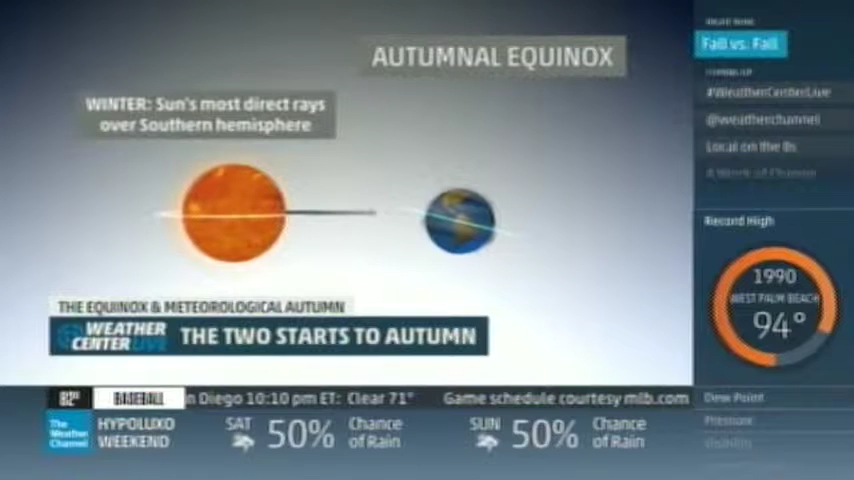 AUTUMNAL EQUINOX
WINTER: Sun's most direct rays
over Southern hemisphere
THE EQUINOX & METEOROLOGICAL AUTUMN
WEATHER
CENTER LIVE
THE TWO STARTS TO AUTUMN
Fall vs. Fall
#WeatherCenterLive
@weatherchannel
Local on the 8s
Record High
1990
WEST PALM BEACH
94°
Dew Point
Pressure
82°
BASEBALL
n Diego 10:10 pm ET: Clear 71°
Game schedule courtesy mlb.com
The
Weather
Channel
HYPOLUXO
WEEKEND
SAT
50%
Chance
of Rain
SUN
50%
Chance
of Rain